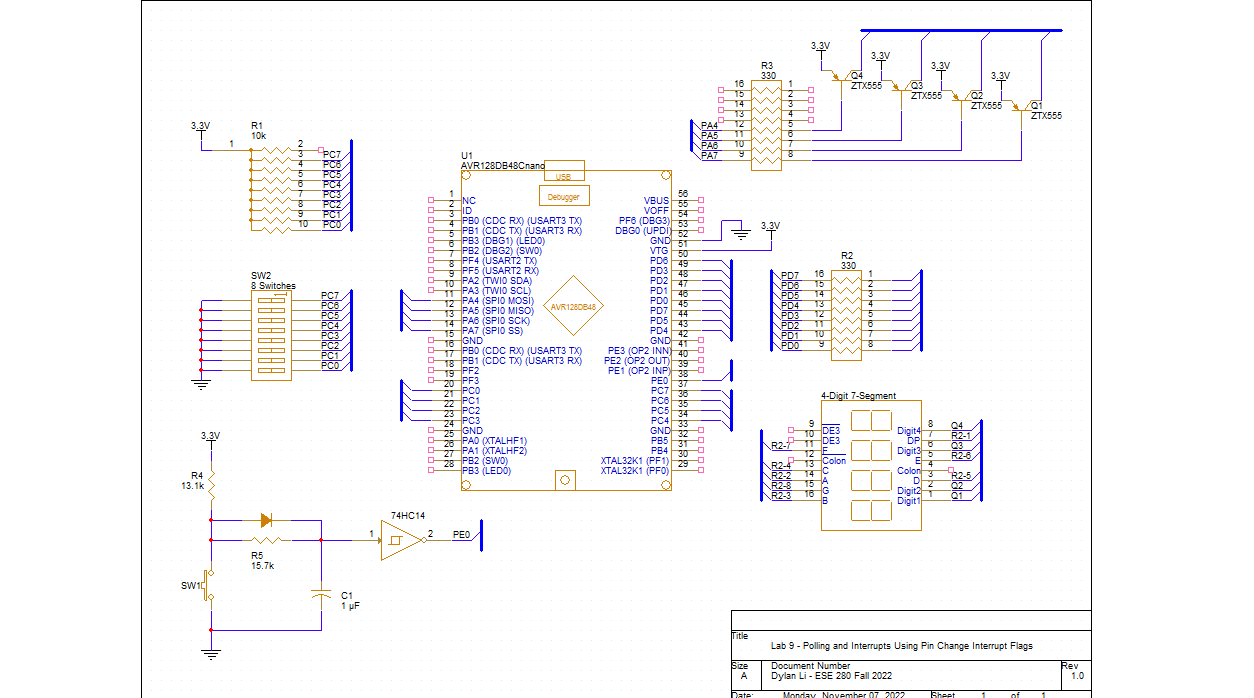 3.3V
R1
10k
1
2
3
4
5
6
7
8
9
10
PC7
PC6
PC5
PC4
PC3
PC2
PC1
PC0
SW2
8 Switches
PC7
PC6
PC5
PC4
PC3
PC2
PC1
PC0
3.3V
R4
13.1k
R5
15.7k
SW1
C1
1 µF
74HC14
1
2
PE0
U1
AVR128DB48Cnano
USB
Debugger
AVR128DB48
1 NC
2 ID
3 PB0 (CDC RX) (USART3 TX)
4 PB1 (CDC TX) (USART3 RX)
5 PB3 (DBG1) (LED0)
6 PB2 (DBG2) (SW0)
7 PF4 (USART2 TX)
8 PF5 (USART2 RX)
9 PA2 (TWI0 SDA)
10 PA3 (TWI0 SCL)
11 PA4 (SPI0 MOSI)
12 PA5 (SPI0 MISO)
13 PA6 (SPI0 SCK)
14 PA7 (SPI0 SS)
15 GND
16 PB0 (CDC RX) (USART3 TX)
17 PB1 (CDC TX) (USART3 RX)
18 PF2
19 PF3
20 PC0
21 PC1
22 PC2
23 PC3
24 GND
25 PA0 (XTALHF1)
26 PA1 (XTALHF2)
27 PB2 (SW0)
28 PB3 (LED0)
VBUS 56
VOFF 55
PF6 (DBG3) 54
DBG0 (UPDI) 53
GND 52
VTG 51
PD6 50
PD3 49
PD2 48
PD1 47
PD0 46
PD7 45
PD5 44
PD4 43
GND 42
PE3 (OP2 INN) 41
PE2 (OP2 OUT) 40
PE1 (OP2 INP) 39
PE0 38
PC7 37
PC6 36
PC5 35
PC4 34
GND 33
PB5 32
PB4 31
XTAL32K1 (PF1) 30
XTAL32K1 (PF0) 29
3.3V
R3
330
16 1
15 2
14 3
13 4
PA4 12 5
PA5 11 6
PA6 10 7
PA7 9 8
3.3V
Q4
ZTX555
3.3V
Q3
ZTX555
3.3V
Q2
ZTX555
3.3V
Q1
ZTX555
R2
330
PD7 16 1
PD6 15 2
PD5 14 3
PD4 13 4
PD3 12 5
PD2 11 6
PD1 10 7
PD0 9 8
4-Digit 7-Segment
9 DE3
10 DE3
R2-7 11 F
12 Colon
R2-4 13 C
R2-2 14 A
R2-8 15 G
R2-3 16 B
Digit4 8 Q4
DP 7 R2-1
Digit3 6 Q3
E 5 R2-6
Colon 4
D 3 R2-5
Digit2 2 Q2
Digit1 1 Q1
Title
Lab 9 - Polling and Interrupts Using Pin Change Interrupt Flags
Size
A
Document Number
Dylan Li - ESE 280 Fall 2022
Rev
1.0
Date: Monday, November 07, 2022 Sheet 1 of 1